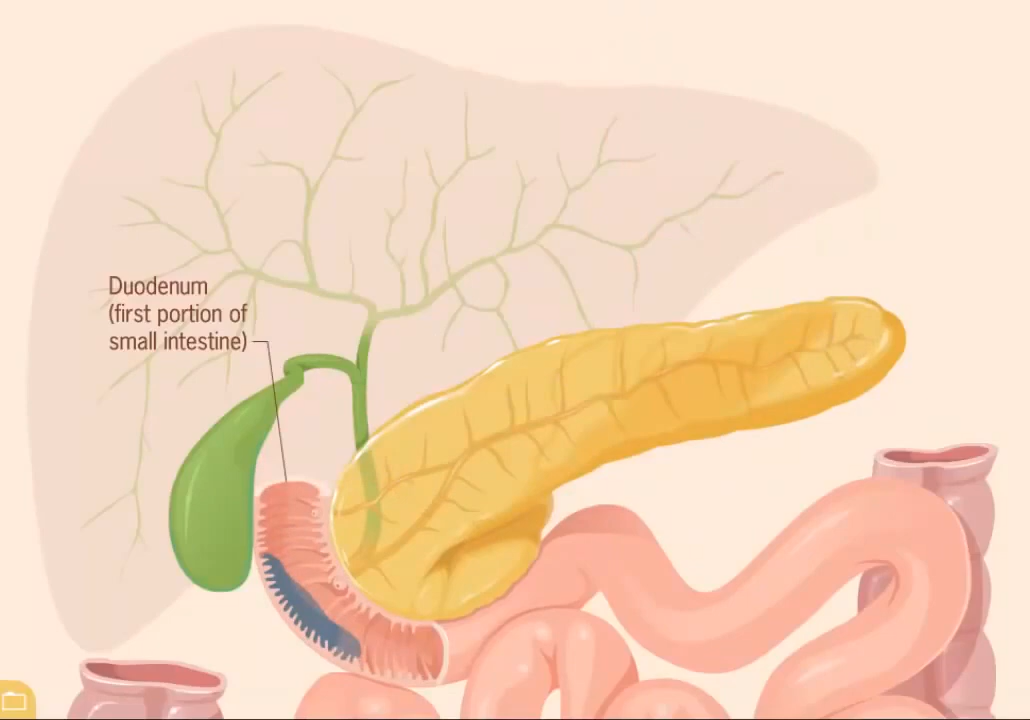 Duodenum
(first portion of
small intestine)